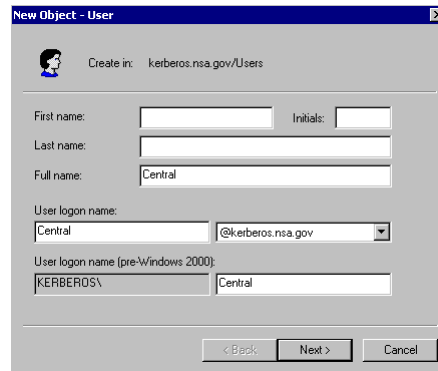 New Object - User
Create in: kerberos.nsa.gov/Users
First name: Initials:
Last name:
Full name: Central
User logon name:
Central @kerberos.nsa.gov
User logon name (pre-Windows 2000):
KERBEROS\ Central
< Back Next > Cancel